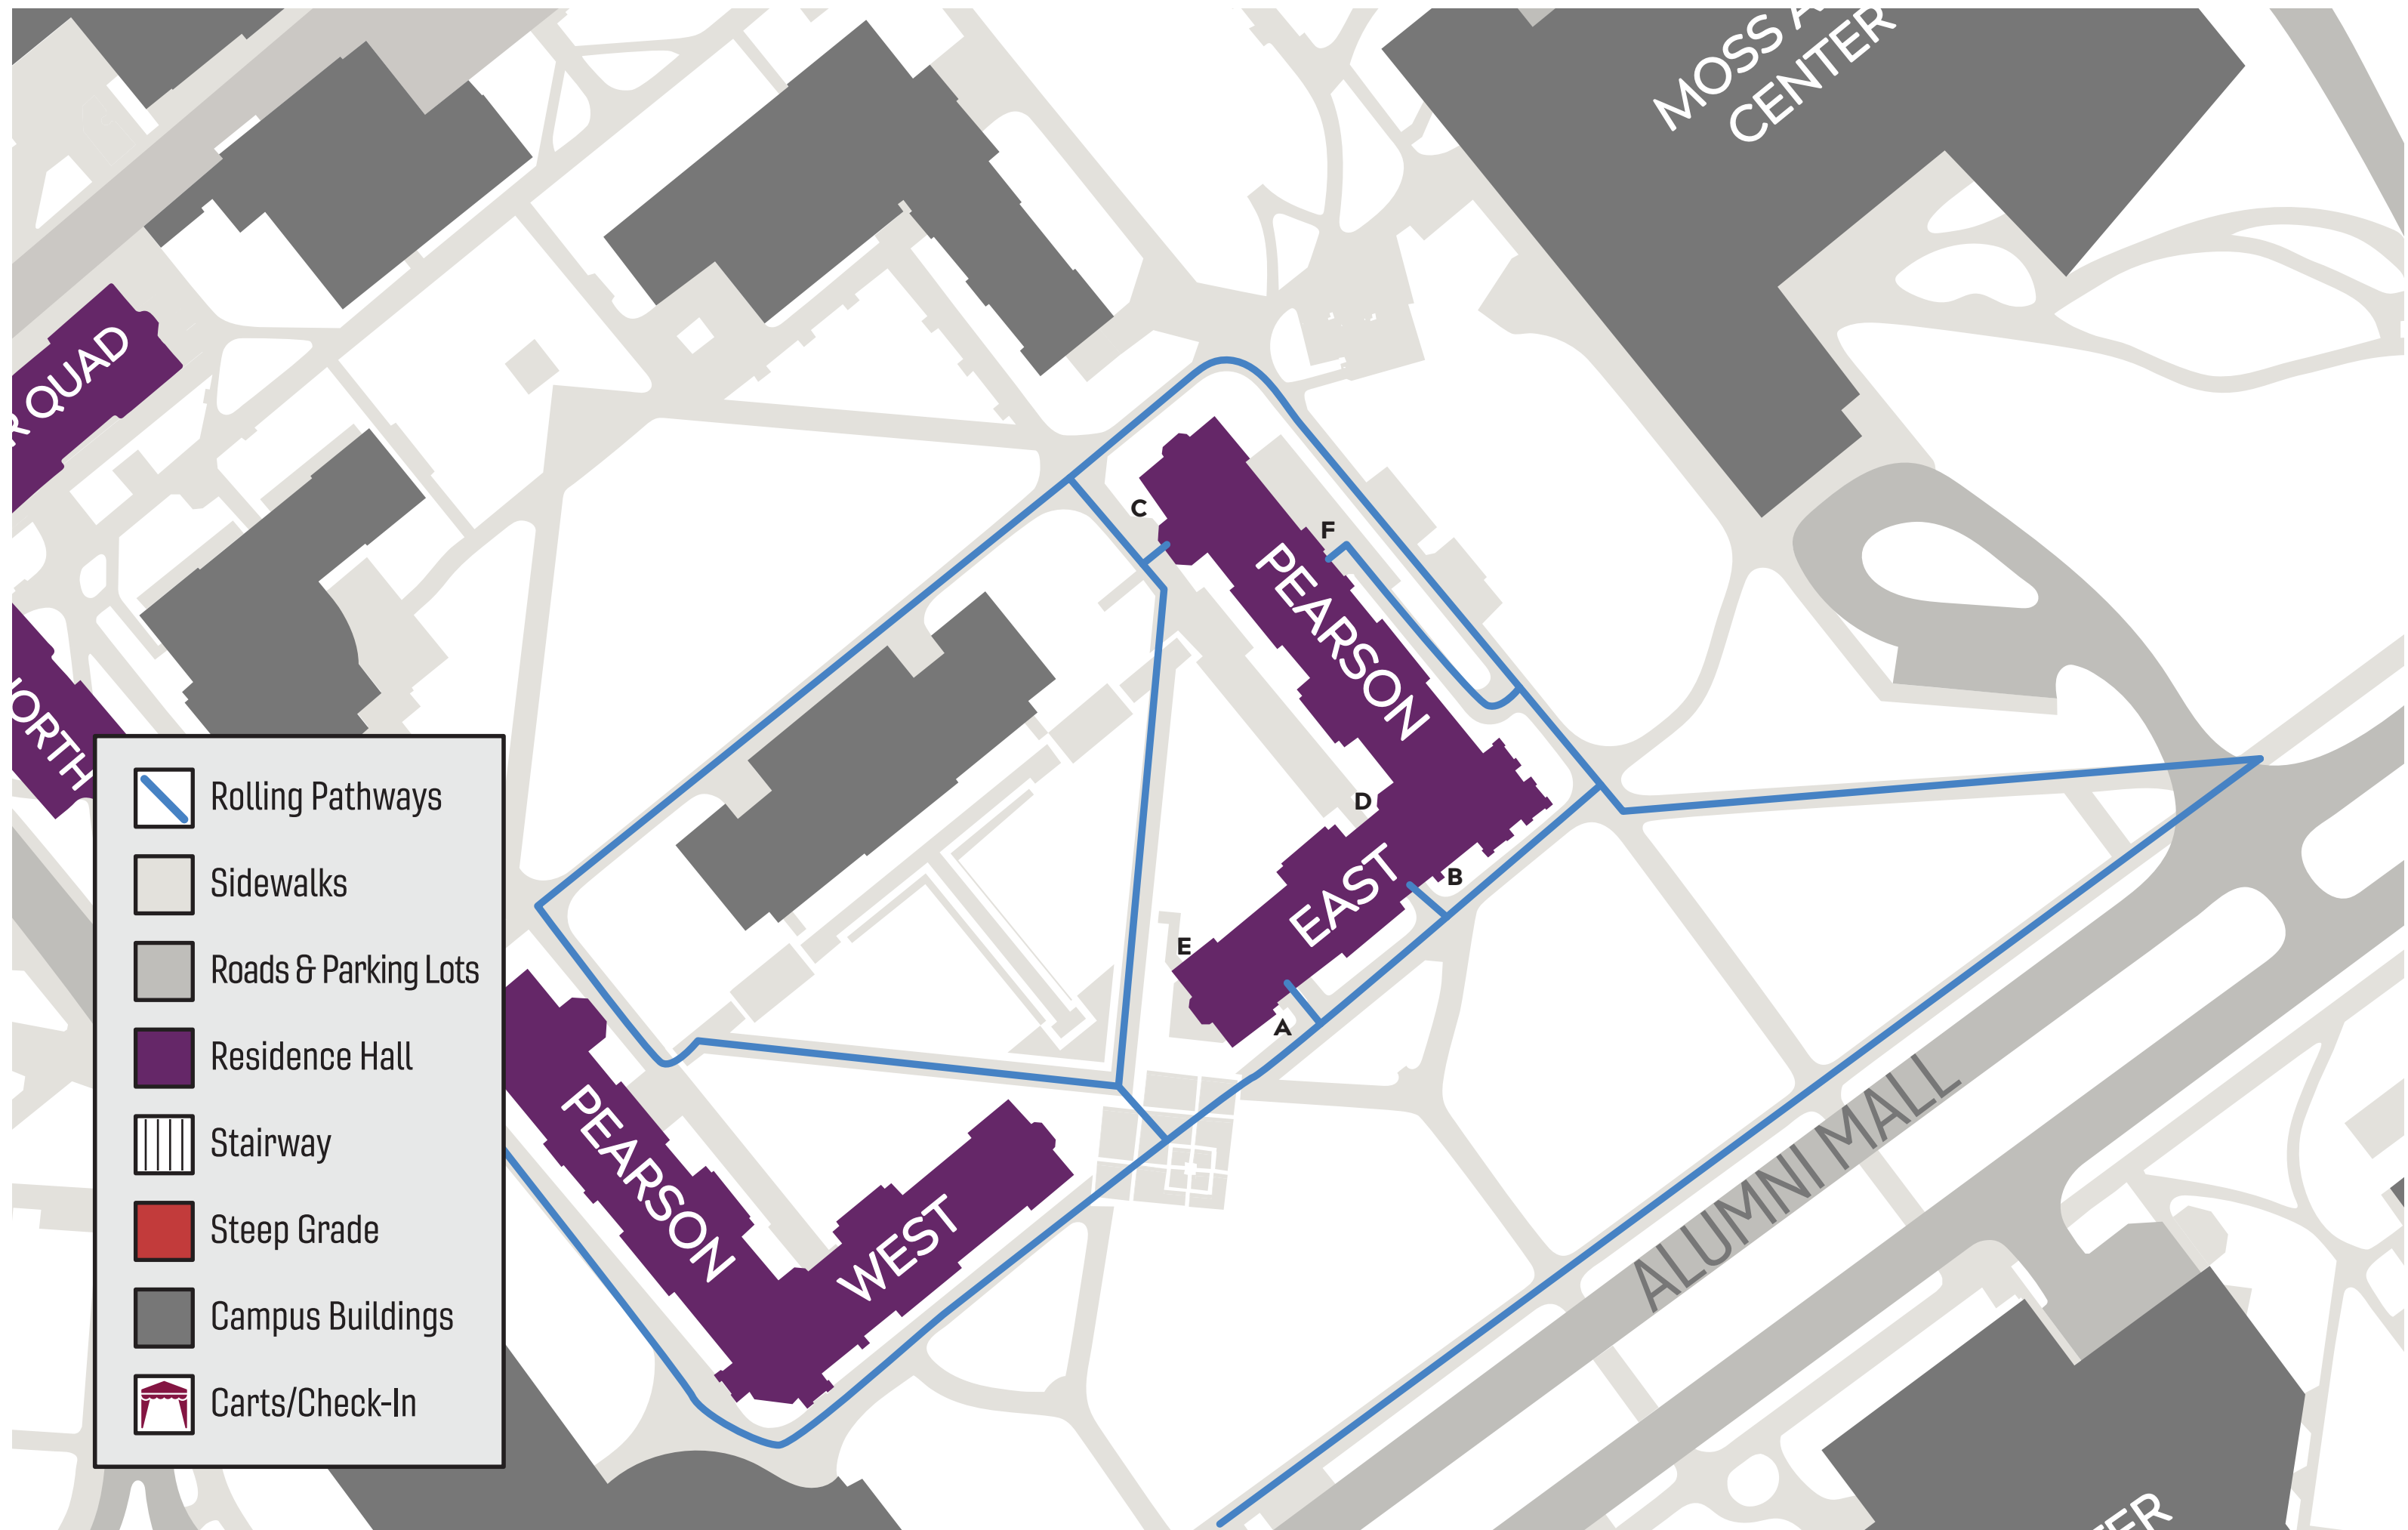 MOSS A
CENTER
R QUAD
C
F
PEARSON
ORTH
D
B
EAST
E
A
Rolling Pathways
Sidewalks
Roads & Parking Lots
Residence Hall
Stairway
Steep Grade
Campus Buildings
Carts/Check-In
PEARSON
WEST
ALUMNI MALL
TER